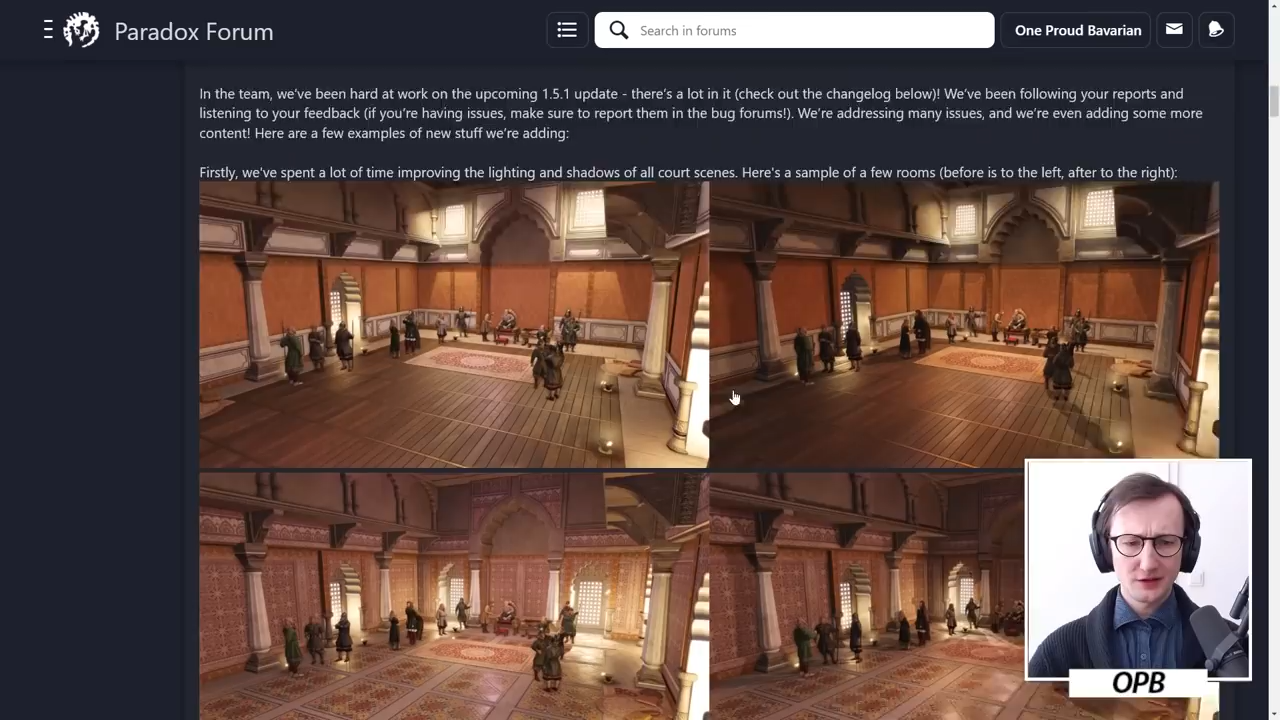 Paradox Forum
Search in forums
One Proud Bavarian
In the team, we've been hard at work on the upcoming 1.5.1 update - there's a lot in it (check out the changelog below)! We've been following your reports and
listening to your feedback (if you're having issues, make sure to report them in the bug forums!). We're addressing many issues, and we're even adding some more
content! Here are a few examples of new stuff we're adding:
Firstly, we've spent a lot of time improving the lighting and shadows of all court scenes. Here's a sample of a few rooms (before is to the left, after to the right):
OPB